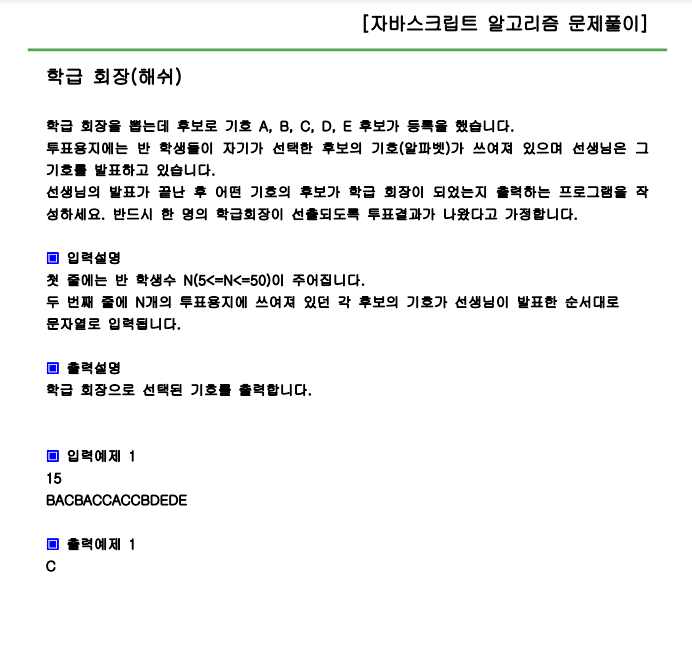 [자바스크립트 알고리즘 문제풀이]
학급 회장(해쉬)
학급 회장을 뽑는데 후보로 기호 A, B, C, D, E 후보가 등록을 했습니다.
투표용지에는 반 학생들이 자기가 선택한 후보의 기호(알파벳)가 쓰여져 있으며 선생님은 그
기호를 발표하고 있습니다.
선생님의 발표가 끝난 후 어떤 기호의 후보가 학급 회장이 되었는지 출력하는 프로그램을 작
성하세요. 반드시 한 명의 학급회장이 선출되도록 투표결과가 나왔다고 가정합니다.
▣ 입력설명
첫 줄에는 반 학생수 N(5<=N<=50)이 주어집니다.
두 번째 줄에 N개의 투표용지에 쓰여져 있던 각 후보의 기호가 선생님이 발표한 순서대로
문자열로 입력됩니다.
▣ 출력설명
학급 회장으로 선택된 기호를 출력합니다.
▣ 입력예제 1
15
BACBACCACCBDEDE
▣ 출력예제 1
C